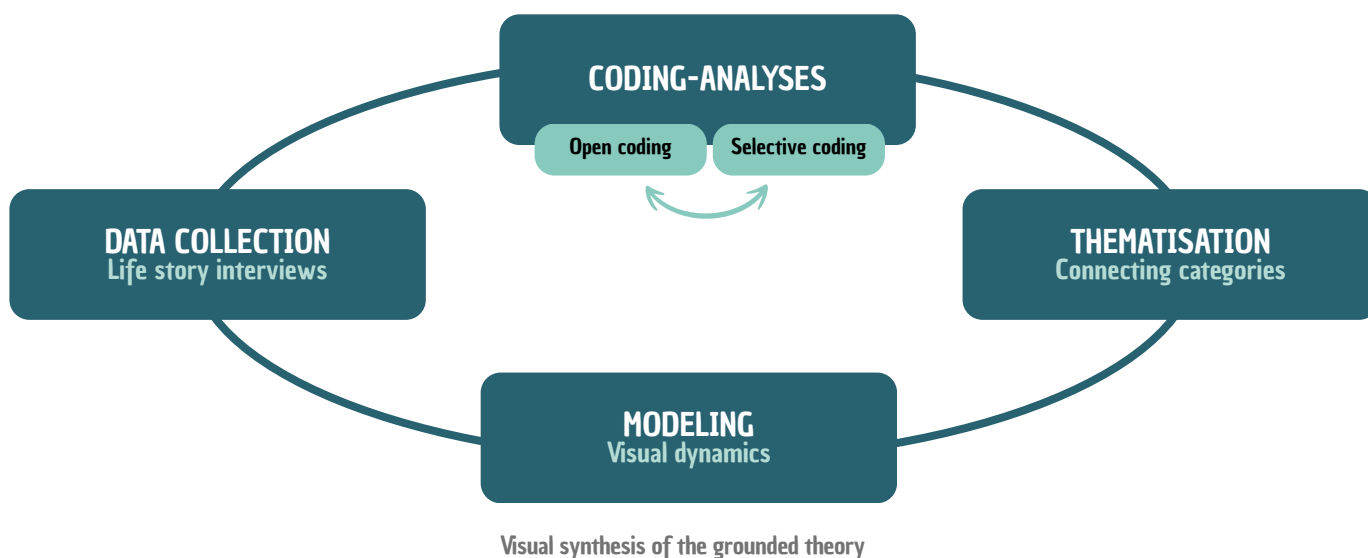 CODING-ANALYSES
Open coding
Selective coding
DATA COLLECTION
Life story interviews
THEMATISATION
Connecting categories
MODELING
Visual dynamics
Visual synthesis of the grounded theory